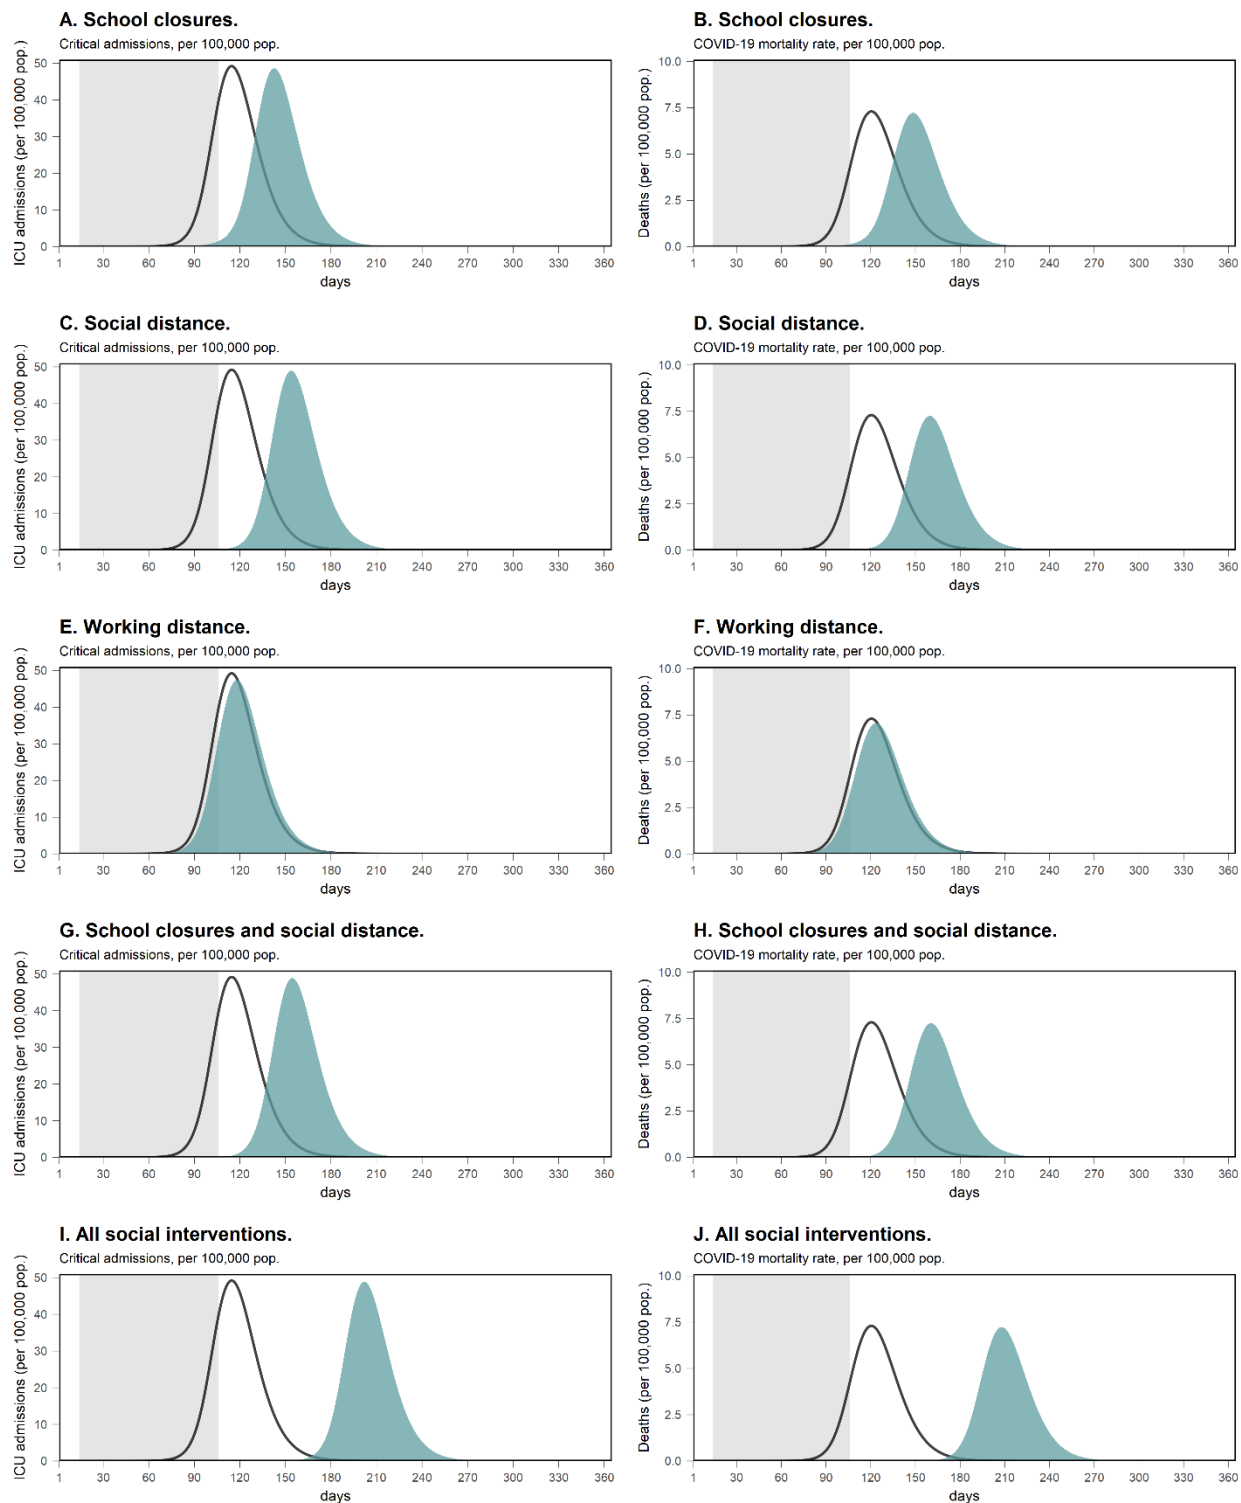 A. School closures.
Critical admissions, per 100,000 pop.
ICU admissions (per 100,000 pop.)
50
40
30
20
10
0
1 30 60 90 120 150 180 210 240 270 300 330 360
days
B. School closures.
COVID-19 mortality rate, per 100,000 pop.
Deaths (per 100,000 pop.)
10.0
7.5
5.0
2.5
0.0
1 30 60 90 120 150 180 210 240 270 300 330 360
days
C. Social distance.
Critical admissions, per 100,000 pop.
ICU admissions (per 100,000 pop.)
50
40
30
20
10
0
1 30 60 90 120 150 180 210 240 270 300 330 360
days
D. Social distance.
COVID-19 mortality rate, per 100,000 pop.
Deaths (per 100,000 pop.)
10.0
7.5
5.0
2.5
0.0
1 30 60 90 120 150 180 210 240 270 300 330 360
days
E. Working distance.
Critical admissions, per 100,000 pop.
ICU admissions (per 100,000 pop.)
50
40
30
20
10
0
1 30 60 90 120 150 180 210 240 270 300 330 360
days
F. Working distance.
COVID-19 mortality rate, per 100,000 pop.
Deaths (per 100,000 pop.)
10.0
7.5
5.0
2.5
0.0
1 30 60 90 120 150 180 210 240 270 300 330 360
days
G. School closures and social distance.
Critical admissions, per 100,000 pop.
ICU admissions (per 100,000 pop.)
50
40
30
20
10
0
1 30 60 90 120 150 180 210 240 270 300 330 360
days
H. School closures and social distance.
COVID-19 mortality rate, per 100,000 pop.
Deaths (per 100,000 pop.)
10.0
7.5
5.0
2.5
0.0
1 30 60 90 120 150 180 210 240 270 300 330 360
days
I. All social interventions.
Critical admissions, per 100,000 pop.
ICU admissions (per 100,000 pop.)
50
40
30
20
10
0
1 30 60 90 120 150 180 210 240 270 300 330 360
days
J. All social interventions.
COVID-19 mortality rate, per 100,000 pop.
Deaths (per 100,000 pop.)
10.0
7.5
5.0
2.5
0.0
1 30 60 90 120 150 180 210 240 270 300 330 360
days